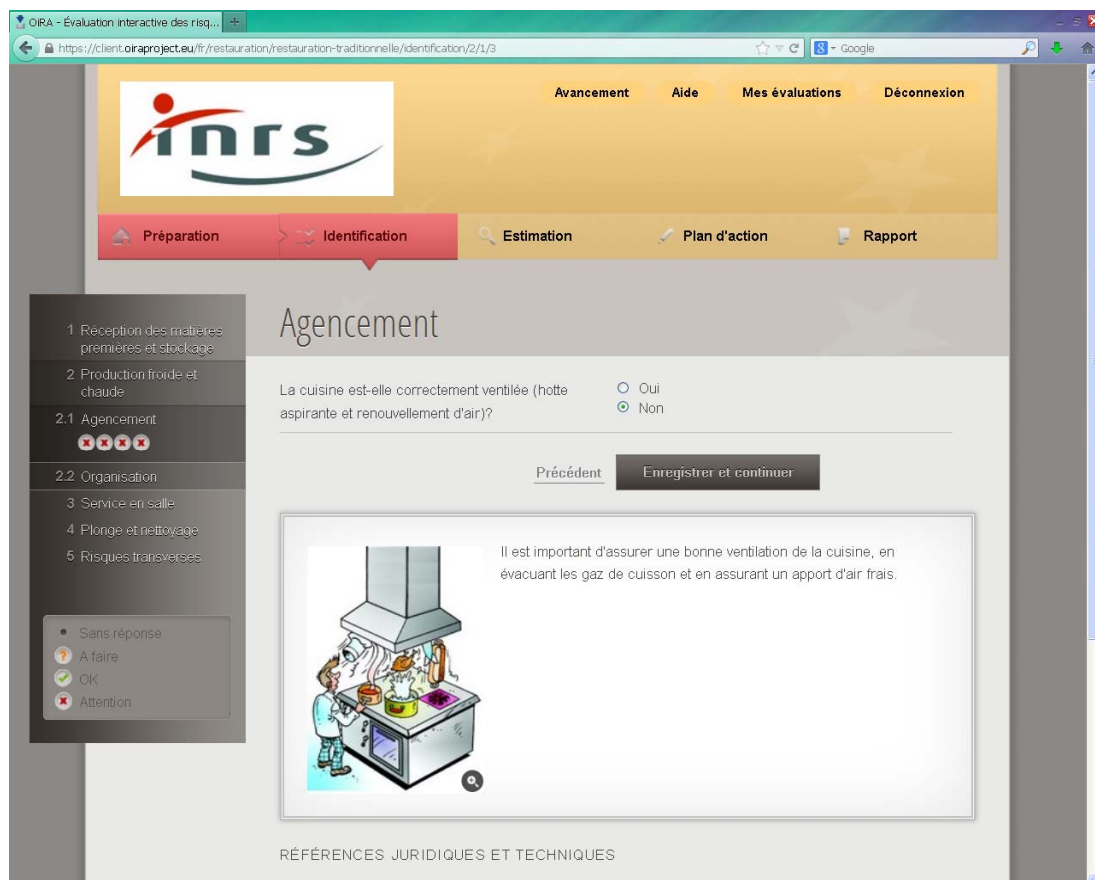 OiRA - Évaluation interactive des risq...
https://client.oiraproject.eu/fr/restauration/restauration-traditionnelle/identification/2/1/3
Google
inrs
Avancement Aide Mes évaluations Déconnexion
Préparation Identification Estimation Plan d'action Rapport
Agencement
1 Réception des matières
premières et stockage
2 Production froide et
chaude
2.1 Agencement
2.2 Organisation
3 Service en salle
4 Plonge et nettoyage
5 Risques transverses
Sans réponse
A faire
OK
Attention
La cuisine est-elle correctement ventilée (hotte
aspirante et renouvellement d'air)?
Oui
Non
Précédent Enregistrer et continuer
Il est important d'assurer une bonne ventilation de la cuisine, en
évacuant les gaz de cuisson et en assurant un apport d'air frais.
RÉFÉRENCES JURIDIQUES ET TECHNIQUES